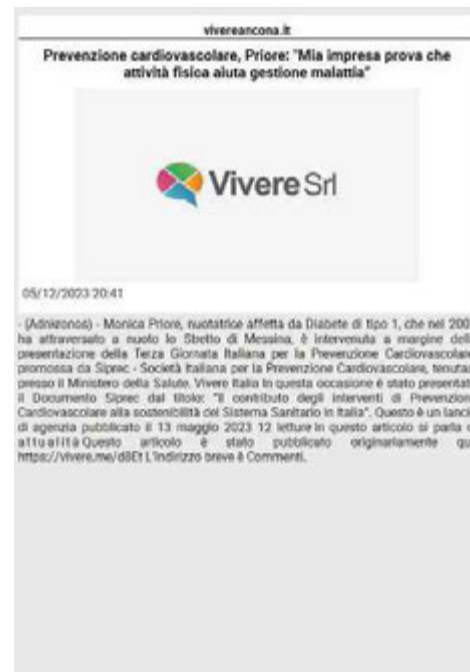 vivereancona.it
Prevenzione cardiovascolare, Priore: "Mia impresa prova che
attività fisica aiuta gestione malattia"
Vivere Srl
05/12/2023 20:41
- (Adnkronos) - Monica Priore, nuotatrice affetta da Diabete di tipo 1, che nel 200
ha attraversato a nuoto lo Stretto di Messina, è intervenuta a margine dell
presentazione della Terza Giornata Italiana per la Prevenzione Cardiovascolar
promossa da Siprec - Società Italiana per la Prevenzione Cardiovascolare, tenutas
presso il Ministero della Salute. Vivere Italia In questa occasione è stato presentat
il Documento Siprec dal titolo: "Il contributo degli interventi di Prevenzion
Cardiovascolare alla sostenibilità del Sistema Sanitario in Italia". Questo è un lanci
di agenzia pubblicato il 13 maggio 2023 12 letture In questo articolo si parla d
attualità Questo articolo è stato pubblicato originariamente qu
https://vivere.me/d8Et L'indirizzo breve è Commenti.